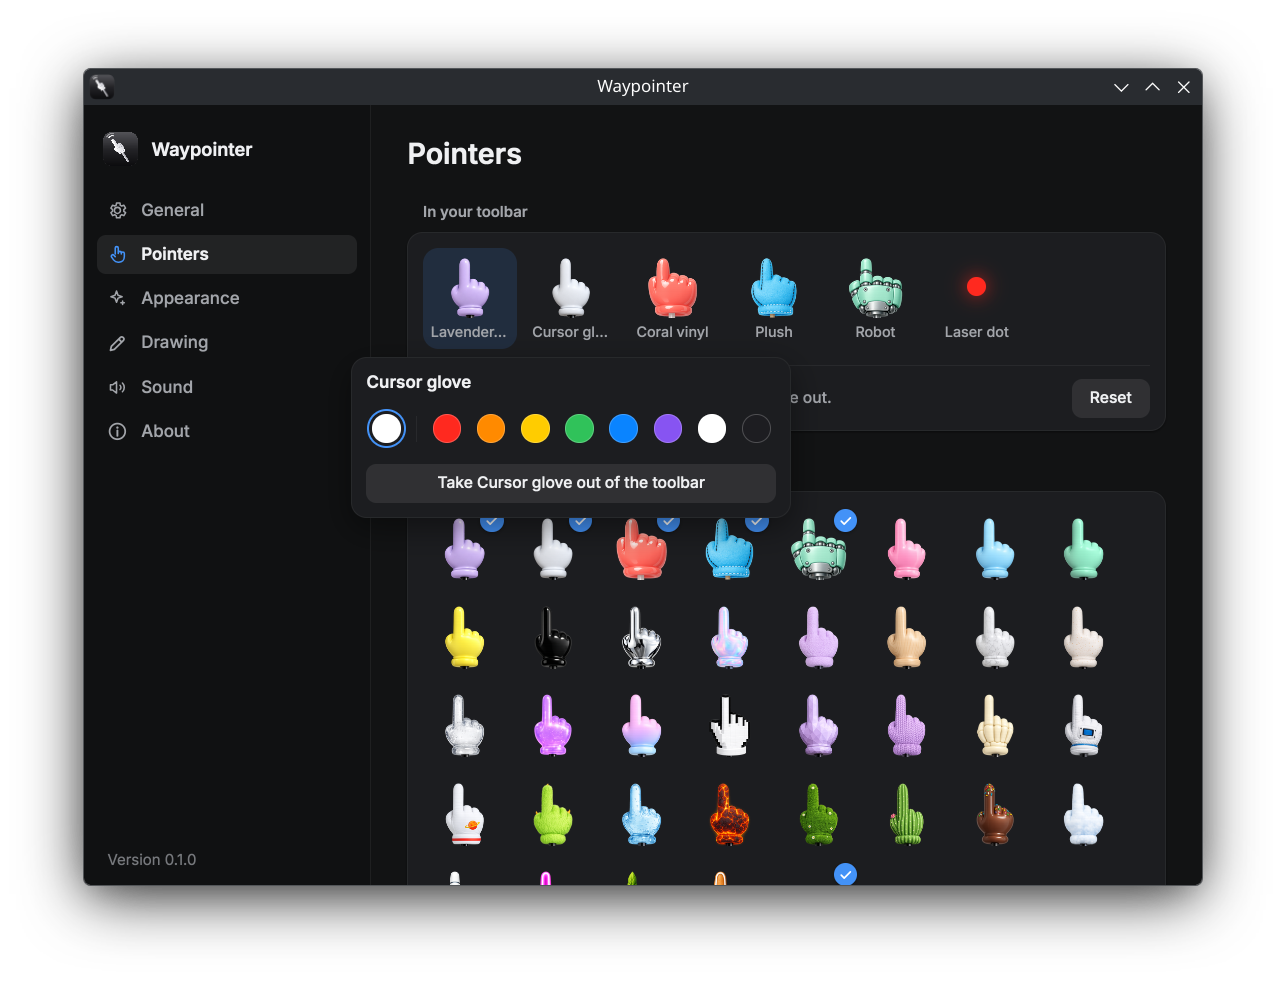 Waypointer
Waypointer
General
Pointers
Appearance
Drawing
Sound
About
Version 0.1.0
Pointers
In your toolbar
Lavender...
Cursor gl...
Coral vinyl
Plush
Robot
Laser dot
e out.
Reset
Cursor glove
Take Cursor glove out of the toolbar